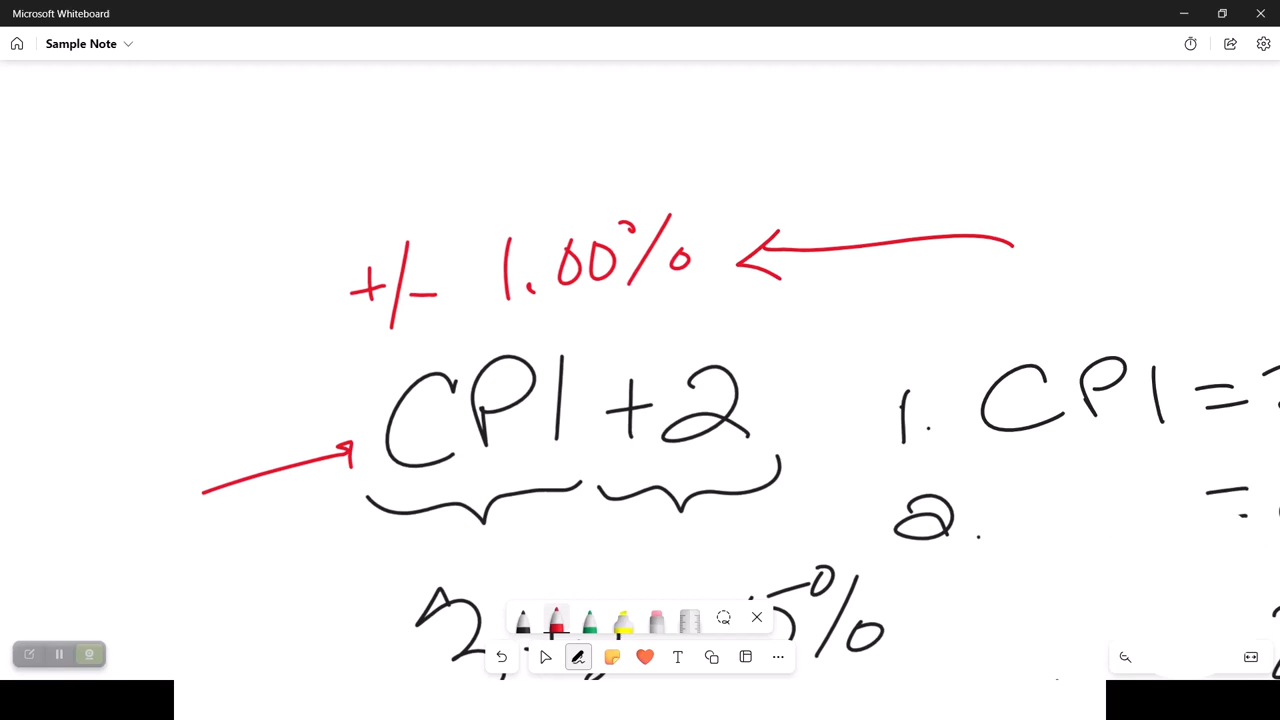 Microsoft Whiteboard
Sample Note
+/- 1.00%
CPI + 2
1. CPI =
2. =
%